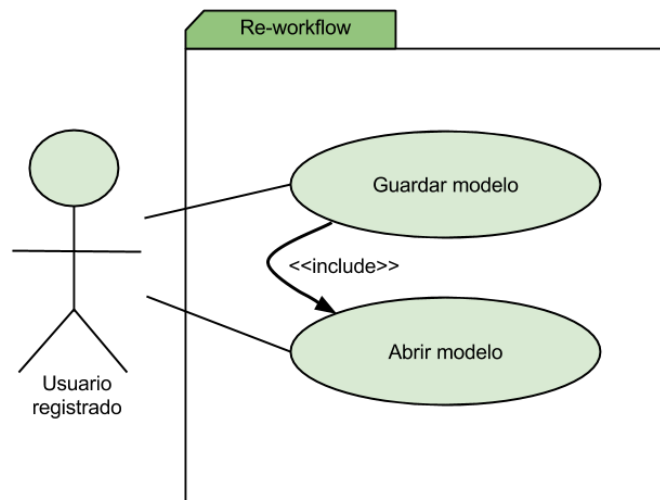 Re-workflow
Guardar modelo
<<include>>
Abrir modelo
Usuario
registrado